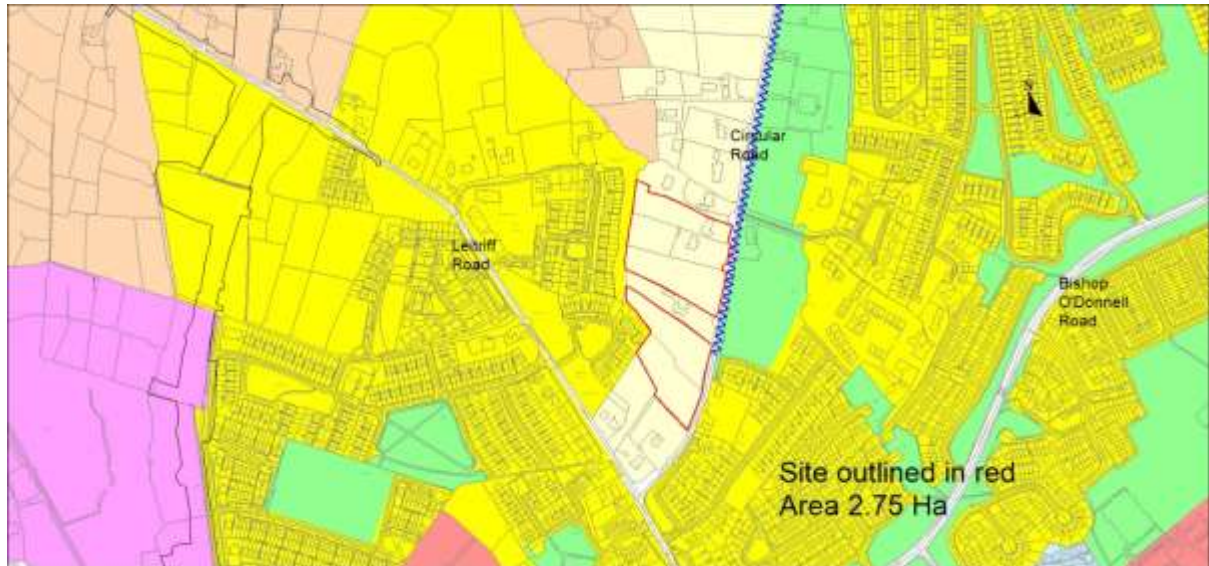 N
Circular
Road
Letriff
Road
Bishop
O'Donnell
Road
Site outlined in red
Area 2.75 Ha